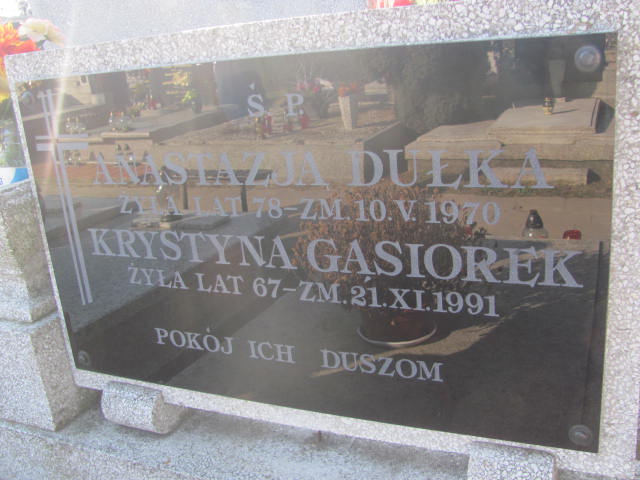 Ś. P.
ANASTAZJA DUŁKA
ŻYŁA LAT 78-ZM.10.V.1970
KRYSTYNA GĄSIOREK
ŻYŁA LAT 67-ZM.21.XI.1991
POKÓJ ICH DUSZOM